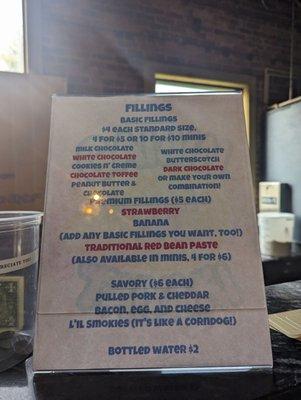 FILLINGS
BASIC FILLINGS
$4 EACH STANDARD SIZE,
4 FOR $5 OR 10 FOR $10 MINIS
MILK CHOCOLATE
WHITE CHOCOLATE
COOKIES N' CREME
CHOCOLATE TOFFEE
PEANUT BUTTER &
CHOCOLATE
WHITE CHOCOLATE
BUTTERSCOTCH
DARK CHOCOLATE
OR MAKE YOUR OWN
COMBINATION!
PREMIUM FILLINGS ($5 EACH)
STRAWBERRY
BANANA
(ADD ANY BASIC FILLINGS YOU WANT, TOO!)
TRADITIONAL RED BEAN PASTE
(ALSO AVAILABLE IN MINIS, 4 FOR $6)
SAVORY ($6 EACH)
PULLED PORK & CHEDDAR
BACON, EGG, AND CHEESE
L'IL SMOKIES (IT'S LIKE A CORNDOG!)
BOTTLED WATER $2